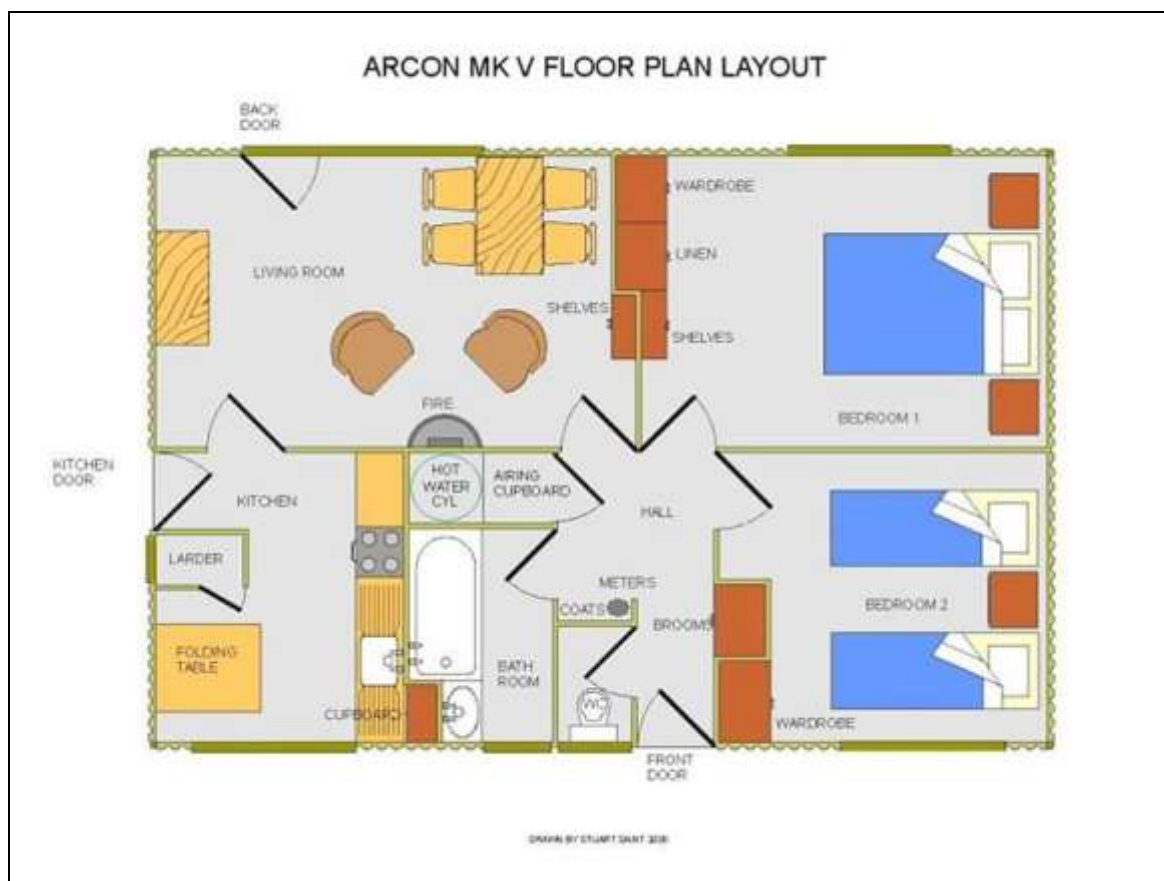 ARCON MK V FLOOR PLAN LAYOUT
BACK
DOOR
WARDROBE
LIVING ROOM
LINEN
SHELVES
SHELVES
FIRE
BEDROOM 1
KITCHEN
DOOR
HOT
WATER
CYL
AIRING
CUPBOARD
KITCHEN
HALL
LARDER
METERS
COATS
BROOMS
BEDROOM 2
FOLDING
TABLE
BATH
ROOM
WC
CUPBOARD
WARDROBE
FRONT
DOOR
DRAWN BY STUART SAINT